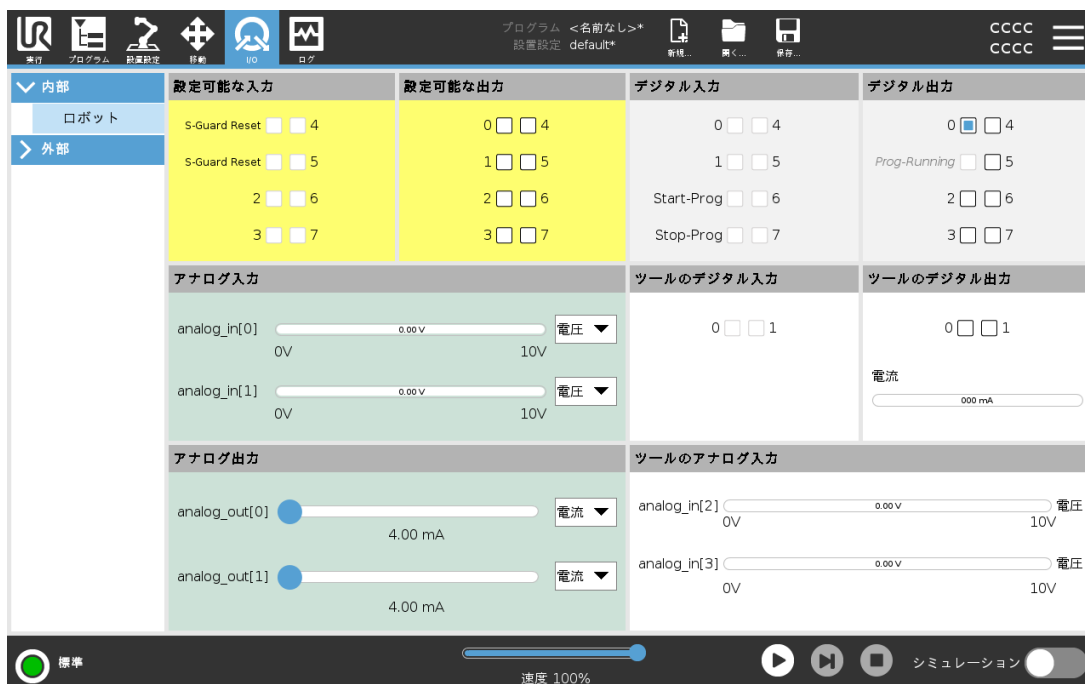 プログラム <名前なし>*
設置設定 default*
CCCC
CCCC
実行 プログラム 設置設定 移動 I/O ログ 新規... 開く... 保存...
内部
ロボット
外部
設定可能な入力
S-Guard Reset 4
S-Guard Reset 5
2 6
3 7
設定可能な出力
0 4
1 5
2 6
3 7
デジタル入力
0 4
1 5
Start-Prog 6
Stop-Prog 7
デジタル出力
0 4
Prog-Running 5
2 6
3 7
アナログ入力
analog_in[0] 0.00 V 電圧
0V 10V
analog_in[1] 0.00 V 電圧
0V 10V
ツールのデジタル入力
0 1
ツールのデジタル出力
0 1
電流
000 mA
アナログ出力
analog_out[0] 電流
4.00 mA
analog_out[1] 電流
4.00 mA
ツールのアナログ入力
analog_in[2] 0.00 V 電圧
0V 10V
analog_in[3] 0.00 V 電圧
0V 10V
標準
速度 100%
シミュレーション